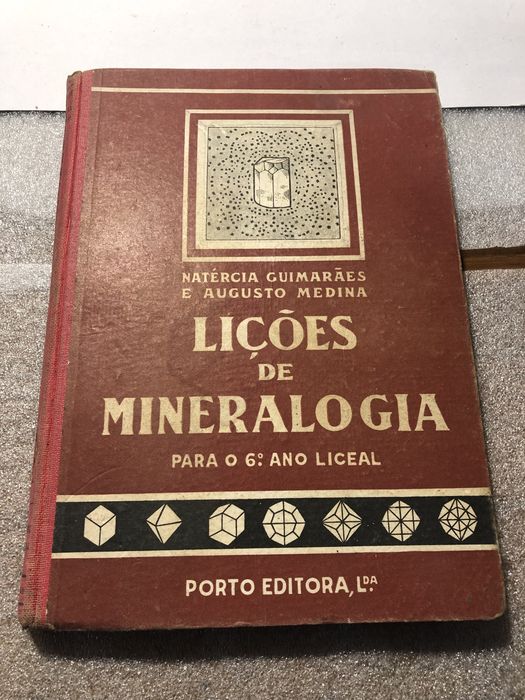 NATÉRCIA GUIMARÃES
E AUGUSTO MEDINA
LIÇÕES
DE
MINERALOGIA
PARA O 6.º ANO LICEAL
PORTO EDITORA, L.DA